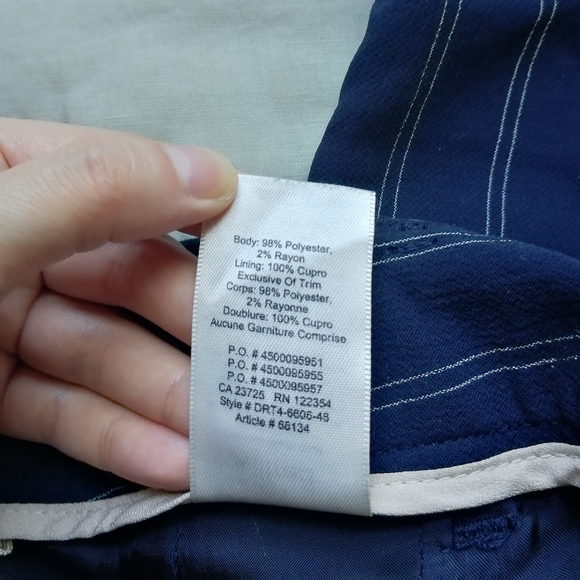 Body: 98% Polyester,
2% Rayon
Lining: 100% Cupro
Exclusive Of Trim
Corps: 98% Polyester,
2% Rayonne
Doublure: 100% Cupro
Aucune Garniture Comprise
P.O. # 4500095951
P.O. # 4500095955
P.O. # 4500095957
CA 23725 RN 122354
Style # DRT4-6606-48
Article # 68134